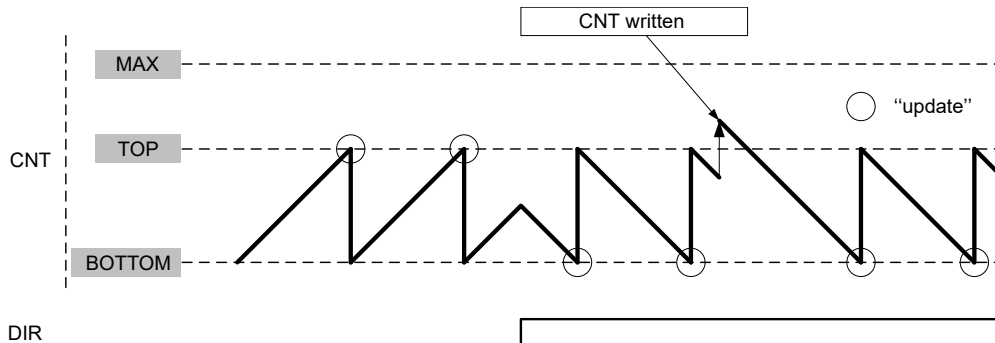 CNT written
MAX
‘‘update’’
TOP
CNT
BOTTOM
DIR